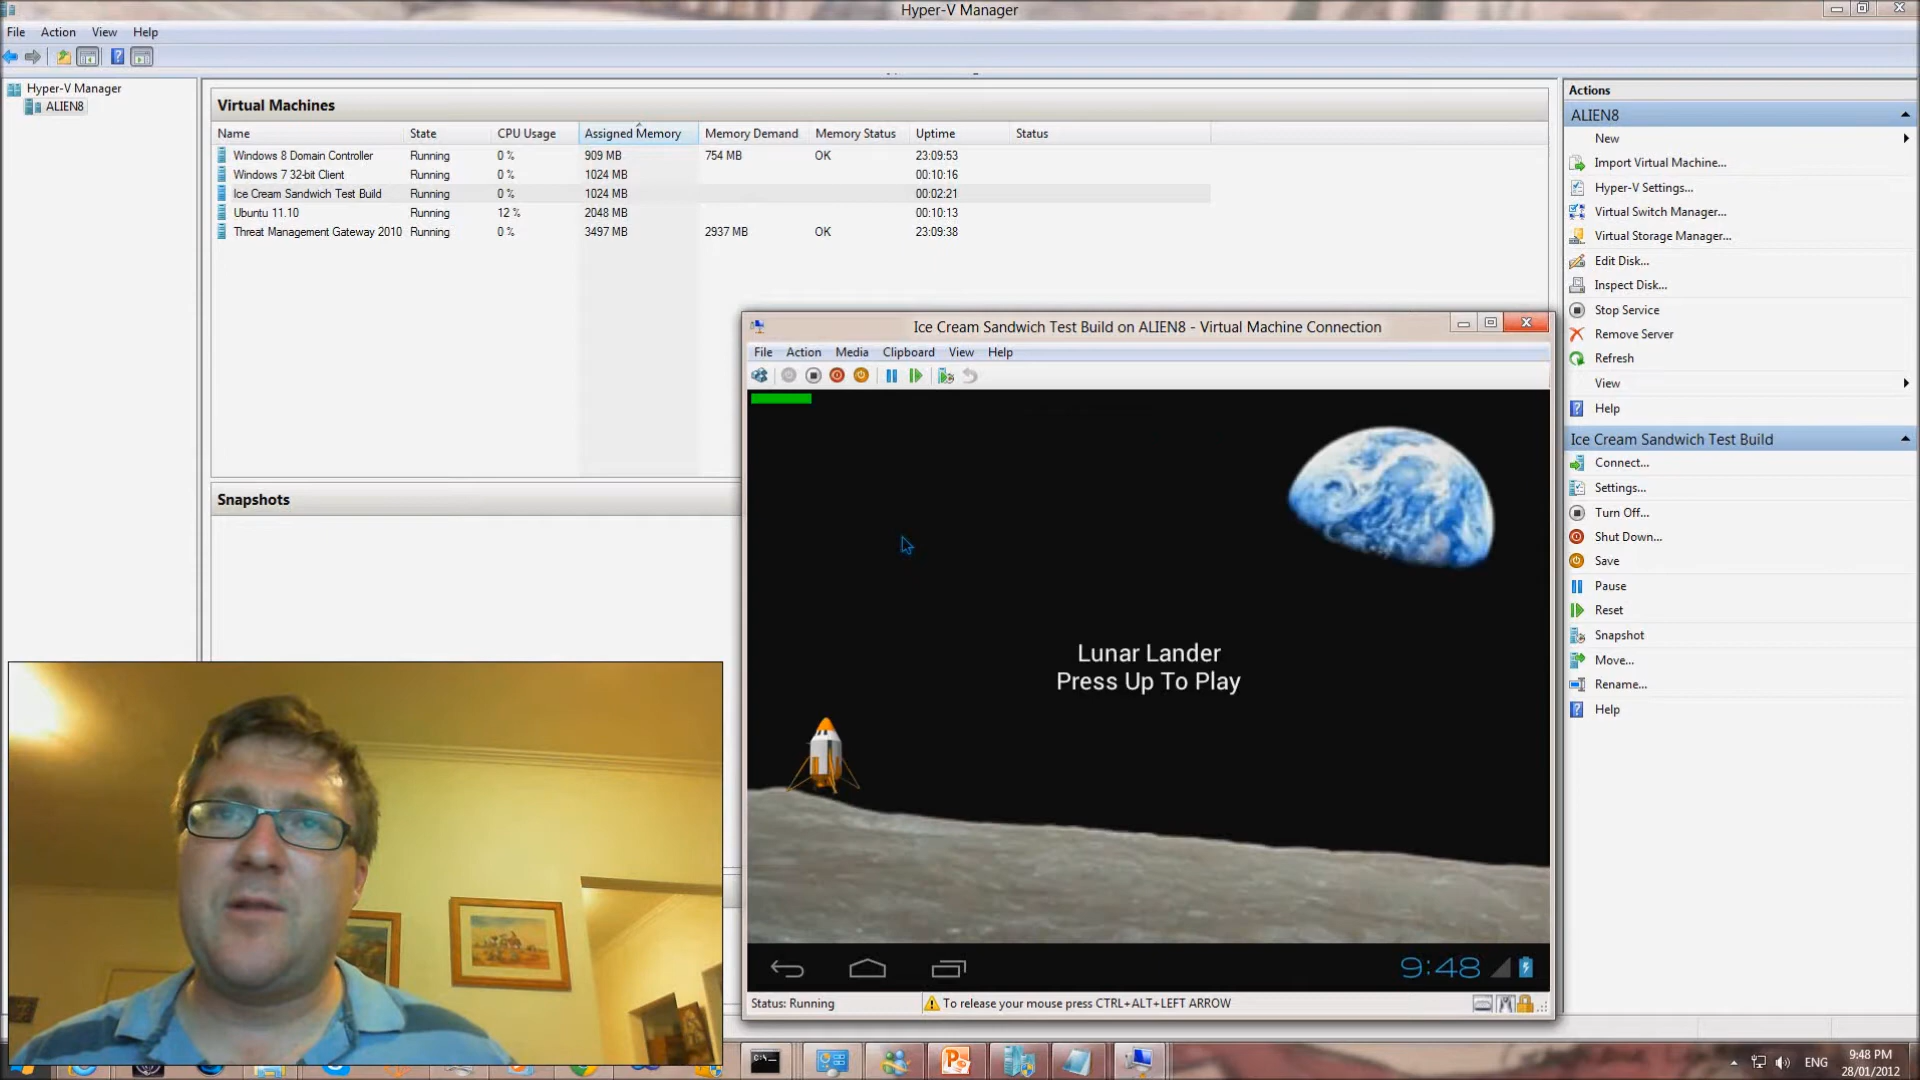 Hyper-V Manager
File Action View Help
Hyper-V Manager
ALIEN8
Virtual Machines
Name State CPU Usage Assigned Memory Memory Demand Memory Status Uptime Status
Windows 8 Domain Controller Running 0 % 909 MB 754 MB OK 23:09:53
Windows 7 32-bit Client Running 0 % 1024 MB 00:10:16
Ice Cream Sandwich Test Build Running 0 % 1024 MB 00:02:21
Ubuntu 11.10 Running 12 % 2048 MB 00:10:13
Threat Management Gateway 2010 Running 0 % 3497 MB 2937 MB OK 23:09:38
Snapshots
Ice Cream Sandwich Test Build on ALIEN8 - Virtual Machine Connection
File Action Media Clipboard View Help
Lunar Lander
Press Up To Play
9:48
Status: Running
To release your mouse press CTRL+ALT+LEFT ARROW
Actions
ALIEN8
New
Import Virtual Machine...
Hyper-V Settings...
Virtual Switch Manager...
Virtual Storage Manager...
Edit Disk...
Inspect Disk...
Stop Service
Remove Server
Refresh
View
Help
Ice Cream Sandwich Test Build
Connect...
Settings...
Turn Off...
Shut Down...
Save
Pause
Reset
Snapshot
Move...
Rename...
Help
ENG
9:48 PM
28/01/2012